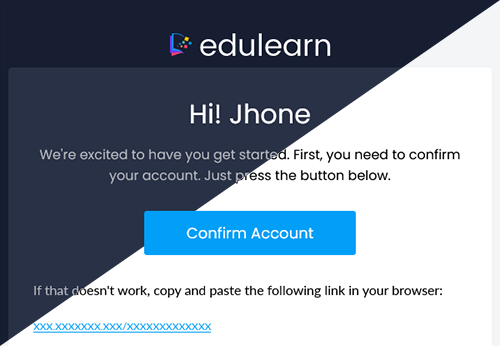 edulearn
Hi! Jhone
We're excited to have you get started. First, you need to confirm
your account. Just press the button below.
Confirm Account
If that doesn't work, copy and paste the following link in your browser:
xxx.xxxxxxx.xxx/xxxxxxxxxxxxx